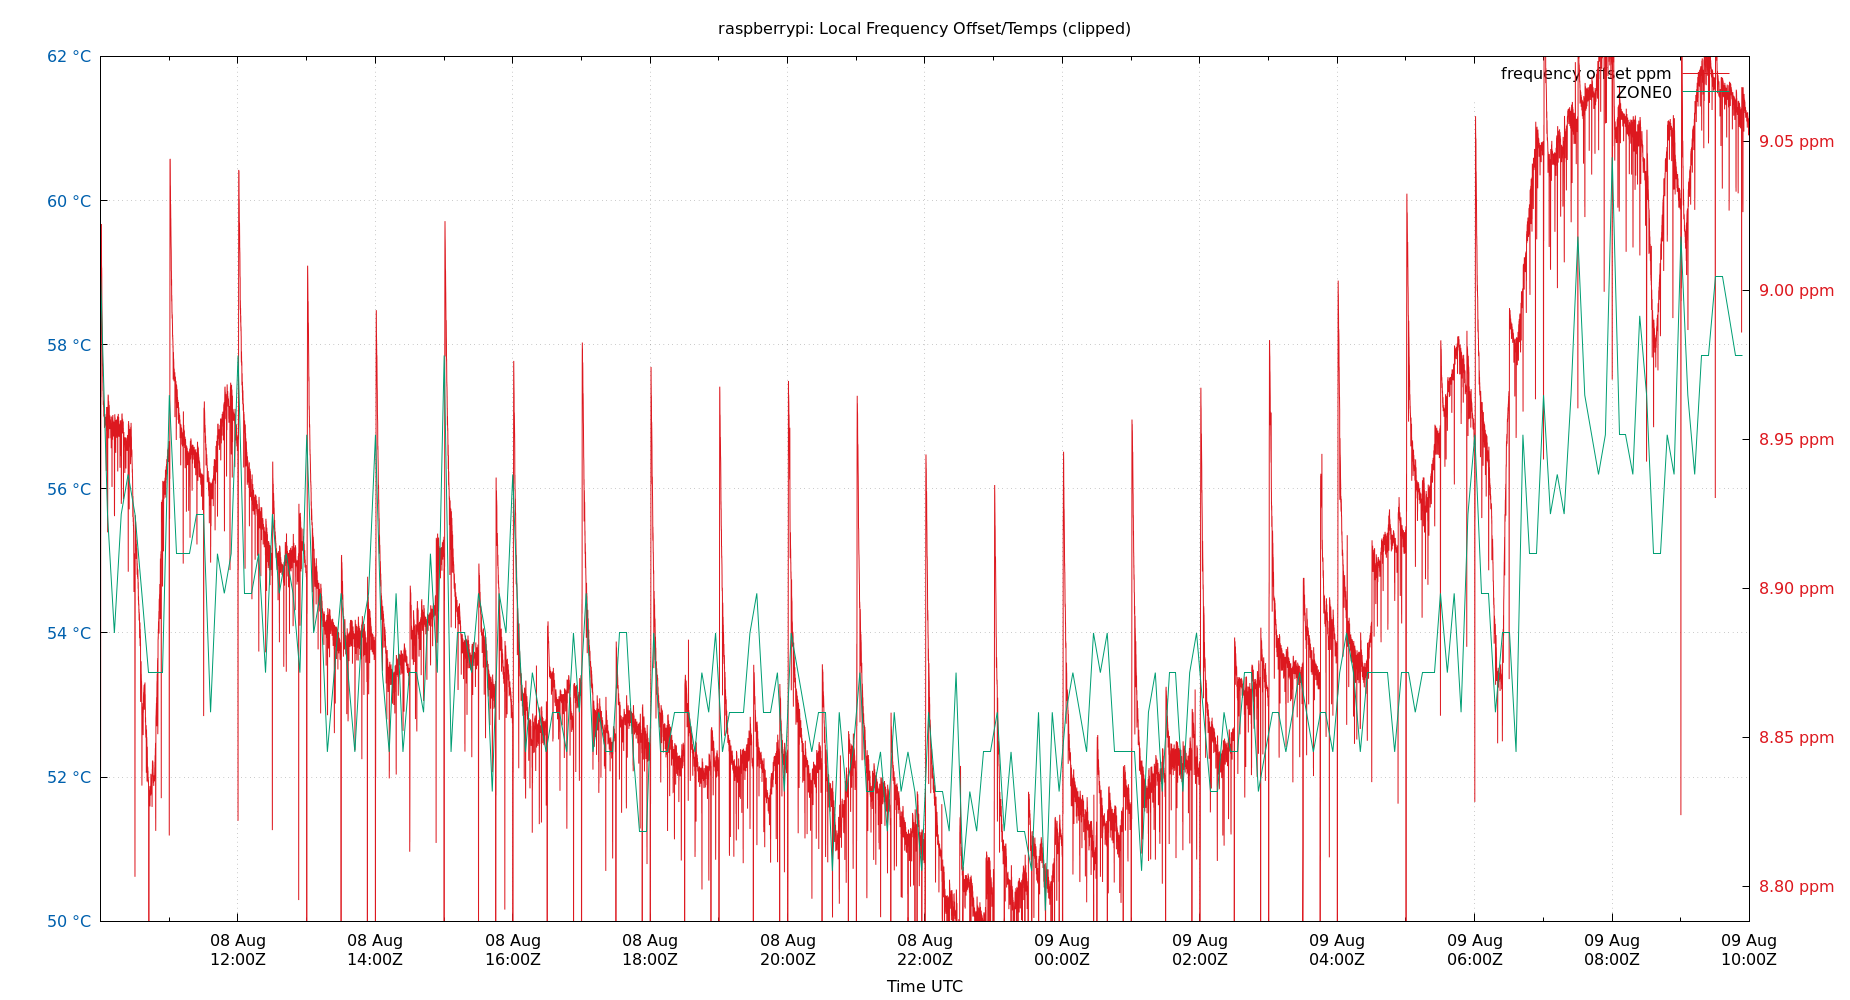 raspberrypi: Local Frequency Offset/Temps (clipped)
62 °C
60 °C
58 °C
56 °C
54 °C
52 °C
50 °C
frequency offset ppm
ZONE0
9.05 ppm
9.00 ppm
8.95 ppm
8.90 ppm
8.85 ppm
8.80 ppm
08 Aug 08 Aug 08 Aug 08 Aug 08 Aug 08 Aug 09 Aug 09 Aug 09 Aug 09 Aug 09 Aug 09 Aug
12:00Z 14:00Z 16:00Z 18:00Z 20:00Z 22:00Z 00:00Z 02:00Z 04:00Z 06:00Z 08:00Z 10:00Z
Time UTC